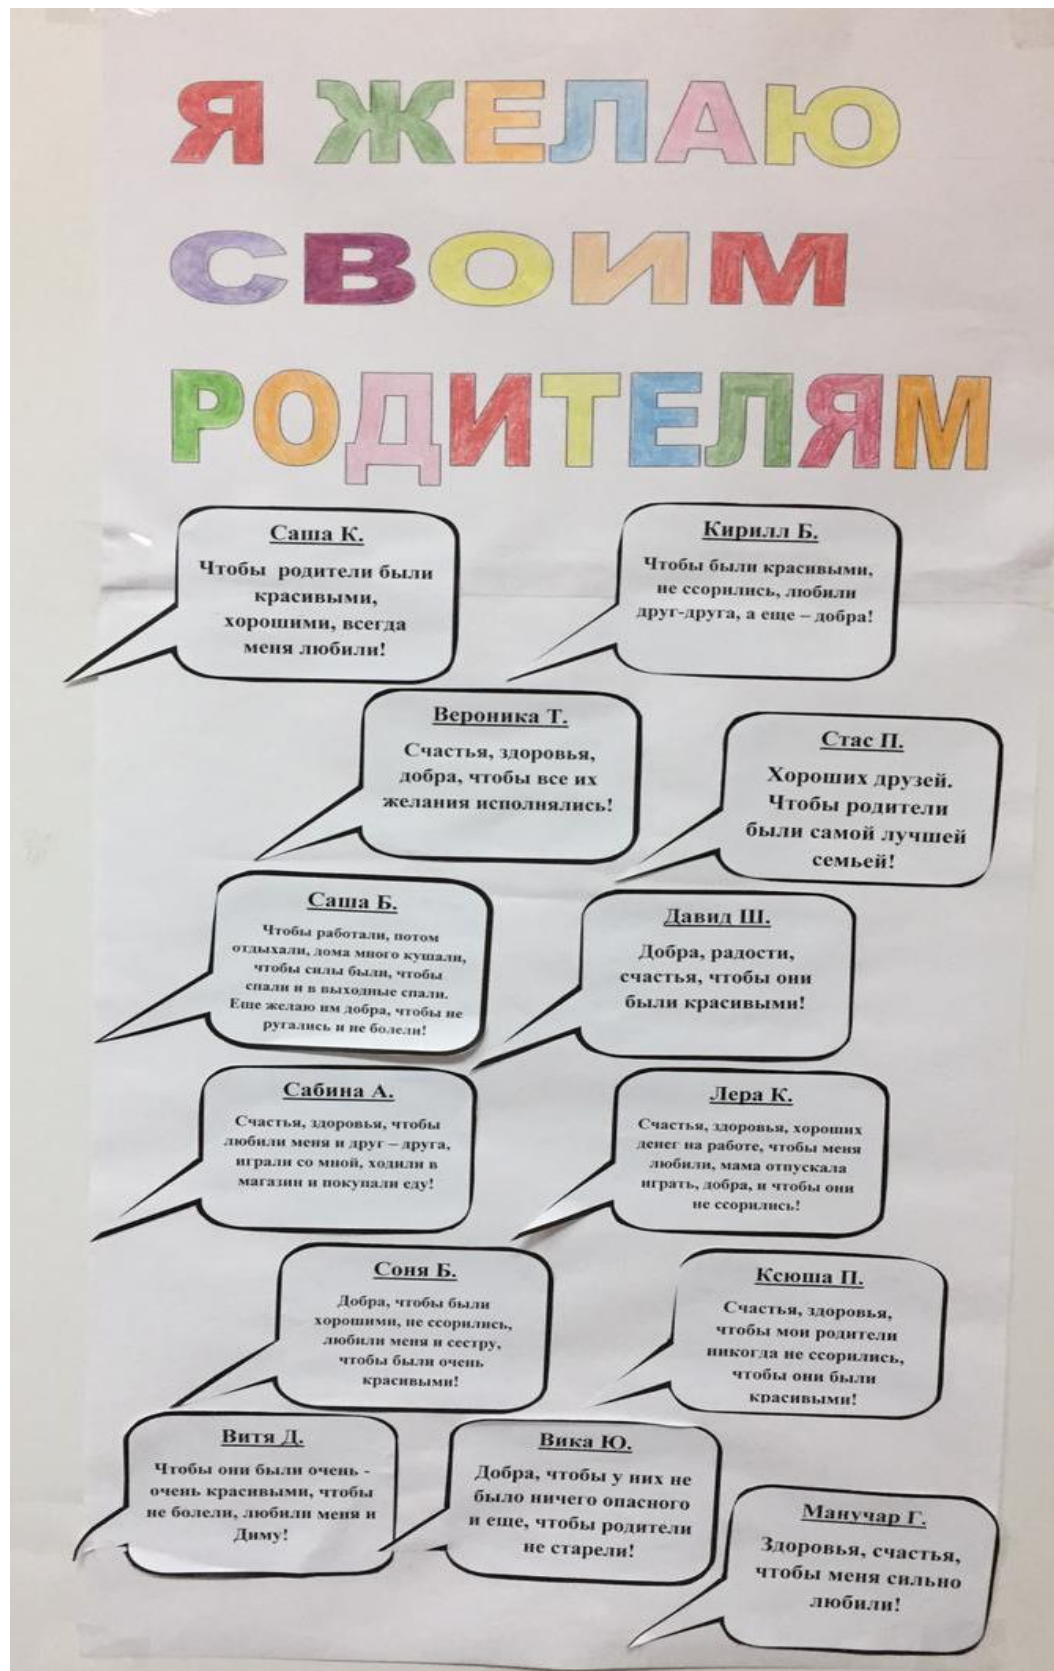 Я ЖЕЛАЮ
СВОИМ
РОДИТЕЛЯМ
Саша К.
Чтобы родители были
красивыми,
хорошими, всегда
меня любили!
Кирилл Б.
Чтобы были красивыми,
не ссорились, любили
друг-друга, а еще – добра!
Вероника Т.
Счастья, здоровья,
добра, чтобы все их
желания исполнялись!
Стас П.
Хороших друзей.
Чтобы родители
были самой лучшей
семьей!
Саша Б.
Чтобы работали, потом
отдыхали, дома много кушали,
чтобы силы были, чтобы
спали и в выходные спали.
Еще желаю им добра, чтобы не
ругались и не болели!
Давид Ш.
Добра, радости,
счастья, чтобы они
были красивыми!
Сабина А.
Счастья, здоровья, чтобы
любили меня и друг – друга,
играли со мной, ходили в
магазин и покупали еду!
Лера К.
Счастья, здоровья, хороших
денег на работе, чтобы меня
любили, мама отпускала
играть, добра, и чтобы они
не ссорились!
Соня Б.
Добра, чтобы были
хорошими, не ссорились,
любили меня и сестру,
чтобы были очень
красивыми!
Ксюша П.
Счастья, здоровья,
чтобы мои родители
никогда не ссорились,
чтобы они были
красивыми!
Витя Д.
Чтобы они были очень -
очень красивыми, чтобы
не болели, любили меня и
Диму!
Вика Ю.
Добра, чтобы у них не
было ничего опасного
и еще, чтобы родители
не старели!
Манучар Г.
Здоровья, счастья,
чтобы меня сильно
любили!